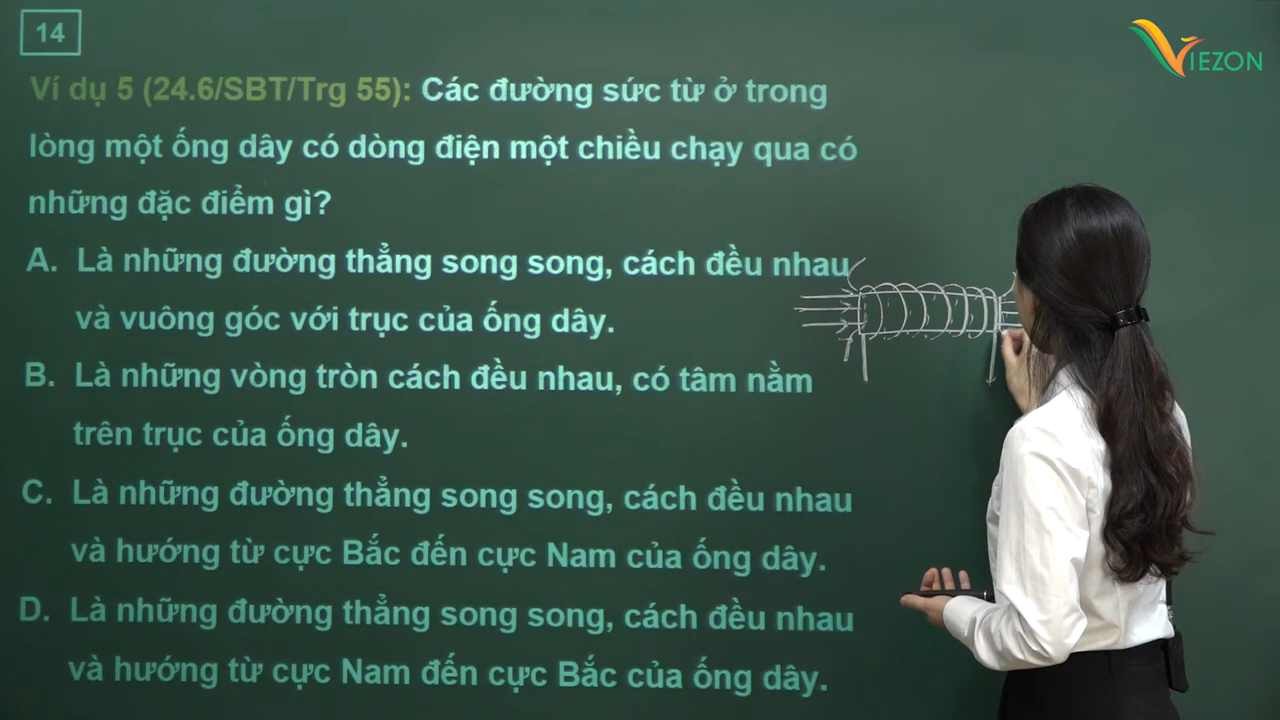 14
VIEZON
Ví dụ 5 (24.6/SBT/Trg 55): Các đường sức từ ở trong
lòng một ống dây có dòng điện một chiều chạy qua có
những đặc điểm gì?
A. Là những đường thẳng song song, cách đều nhau
và vuông góc với trục của ống dây.
B. Là những vòng tròn cách đều nhau, có tâm nằm
trên trục của ống dây.
C. Là những đường thẳng song song, cách đều nhau
và hướng từ cực Bắc đến cực Nam của ống dây.
D. Là những đường thẳng song song, cách đều nhau
và hướng từ cực Nam đến cực Bắc của ống dây.